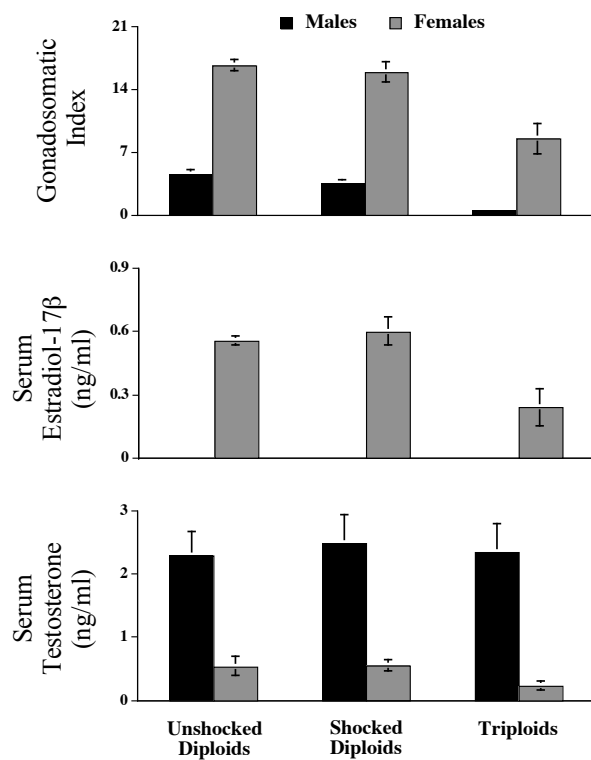 Males Females
Gonadosomatic
Index
21
14
7
0
Serum
Estradiol-17β
(ng/ml)
0.9
0.6
0.3
0
Serum
Testosterone
(ng/ml)
3
2
1
0
Unshocked
Diploids
Shocked
Diploids
Triploids